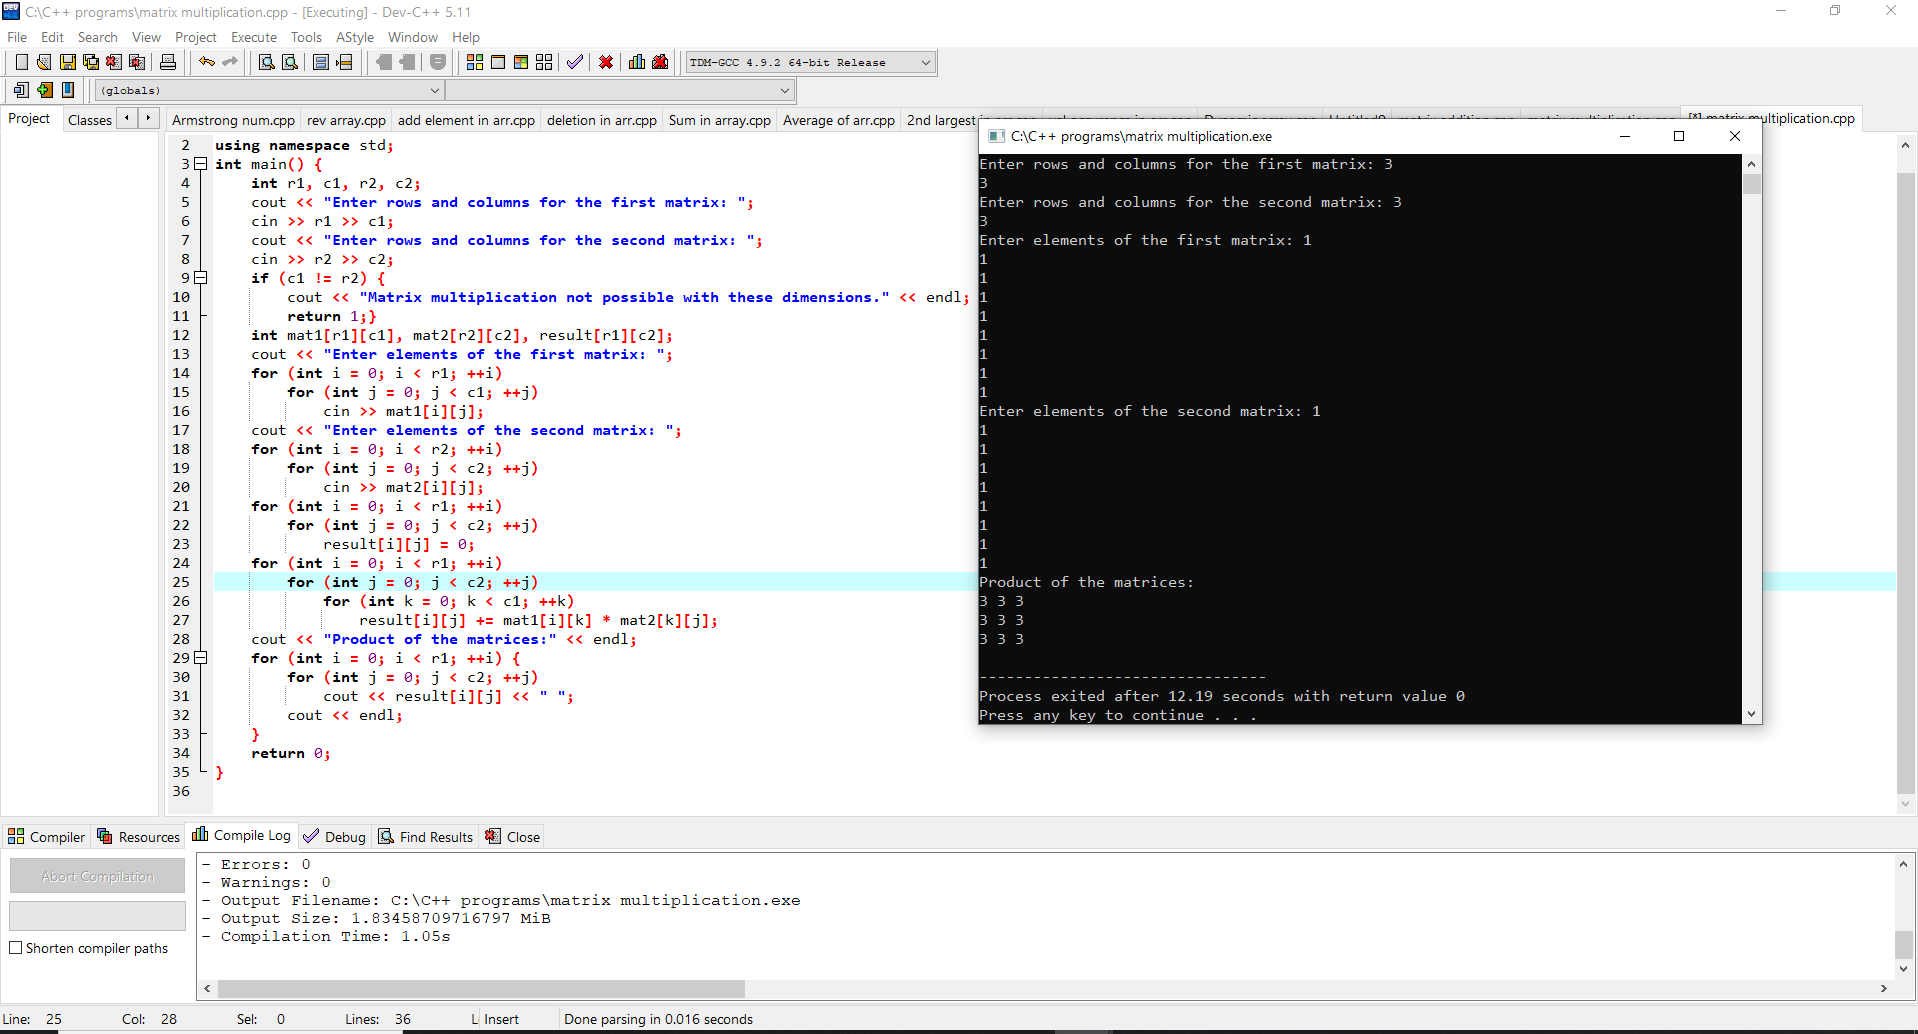 C:\C++ programs\matrix multiplication.cpp - [Executing] - Dev-C++ 5.11
File Edit Search View Project Execute Tools AStyle Window Help
TDM-GCC 4.9.2 64-bit Release
(globals)
Project Classes
Armstrong num.cpp rev array.cpp add element in arr.cpp deletion in arr.cpp Sum in array.cpp Average of arr.cpp 2nd largest
2 using namespace std;
3 int main() {
4 int r1, c1, r2, c2;
5 cout << "Enter rows and columns for the first matrix: ";
6 cin >> r1 >> c1;
7 cout << "Enter rows and columns for the second matrix: ";
8 cin >> r2 >> c2;
9 if (c1 != r2) {
10 cout << "Matrix multiplication not possible with these dimensions." << endl;
11 return 1;}
12 int mat1[r1][c1], mat2[r2][c2], result[r1][c2];
13 cout << "Enter elements of the first matrix: ";
14 for (int i = 0; i < r1; ++i)
15 for (int j = 0; j < c1; ++j)
16 cin >> mat1[i][j];
17 cout << "Enter elements of the second matrix: ";
18 for (int i = 0; i < r2; ++i)
19 for (int j = 0; j < c2; ++j)
20 cin >> mat2[i][j];
21 for (int i = 0; i < r1; ++i)
22 for (int j = 0; j < c2; ++j)
23 result[i][j] = 0;
24 for (int i = 0; i < r1; ++i)
25 for (int j = 0; j < c2; ++j)
26 for (int k = 0; k < c1; ++k)
27 result[i][j] += mat1[i][k] * mat2[k][j];
28 cout << "Product of the matrices:" << endl;
29 for (int i = 0; i < r1; ++i) {
30 for (int j = 0; j < c2; ++j)
31 cout << result[i][j] << " ";
32 cout << endl;
33 }
34 return 0;
35 }
36
C:\C++ programs\matrix multiplication.exe
Enter rows and columns for the first matrix: 3
3
Enter rows and columns for the second matrix: 3
3
Enter elements of the first matrix: 1
1
1
1
1
1
1
1
1
Enter elements of the second matrix: 1
1
1
1
1
1
1
1
1
Product of the matrices:
3 3 3
3 3 3
3 3 3
--------------------------------
Process exited after 12.19 seconds with return value 0
Press any key to continue . . .
Compiler Resources Compile Log Debug Find Results Close
Abort Compilation
Shorten compiler paths
- Errors: 0
- Warnings: 0
- Output Filename: C:\C++ programs\matrix multiplication.exe
- Output Size: 1.83458709716797 MiB
- Compilation Time: 1.05s
Line: 25 Col: 28 Sel: 0 Lines: 36 Insert Done parsing in 0.016 seconds